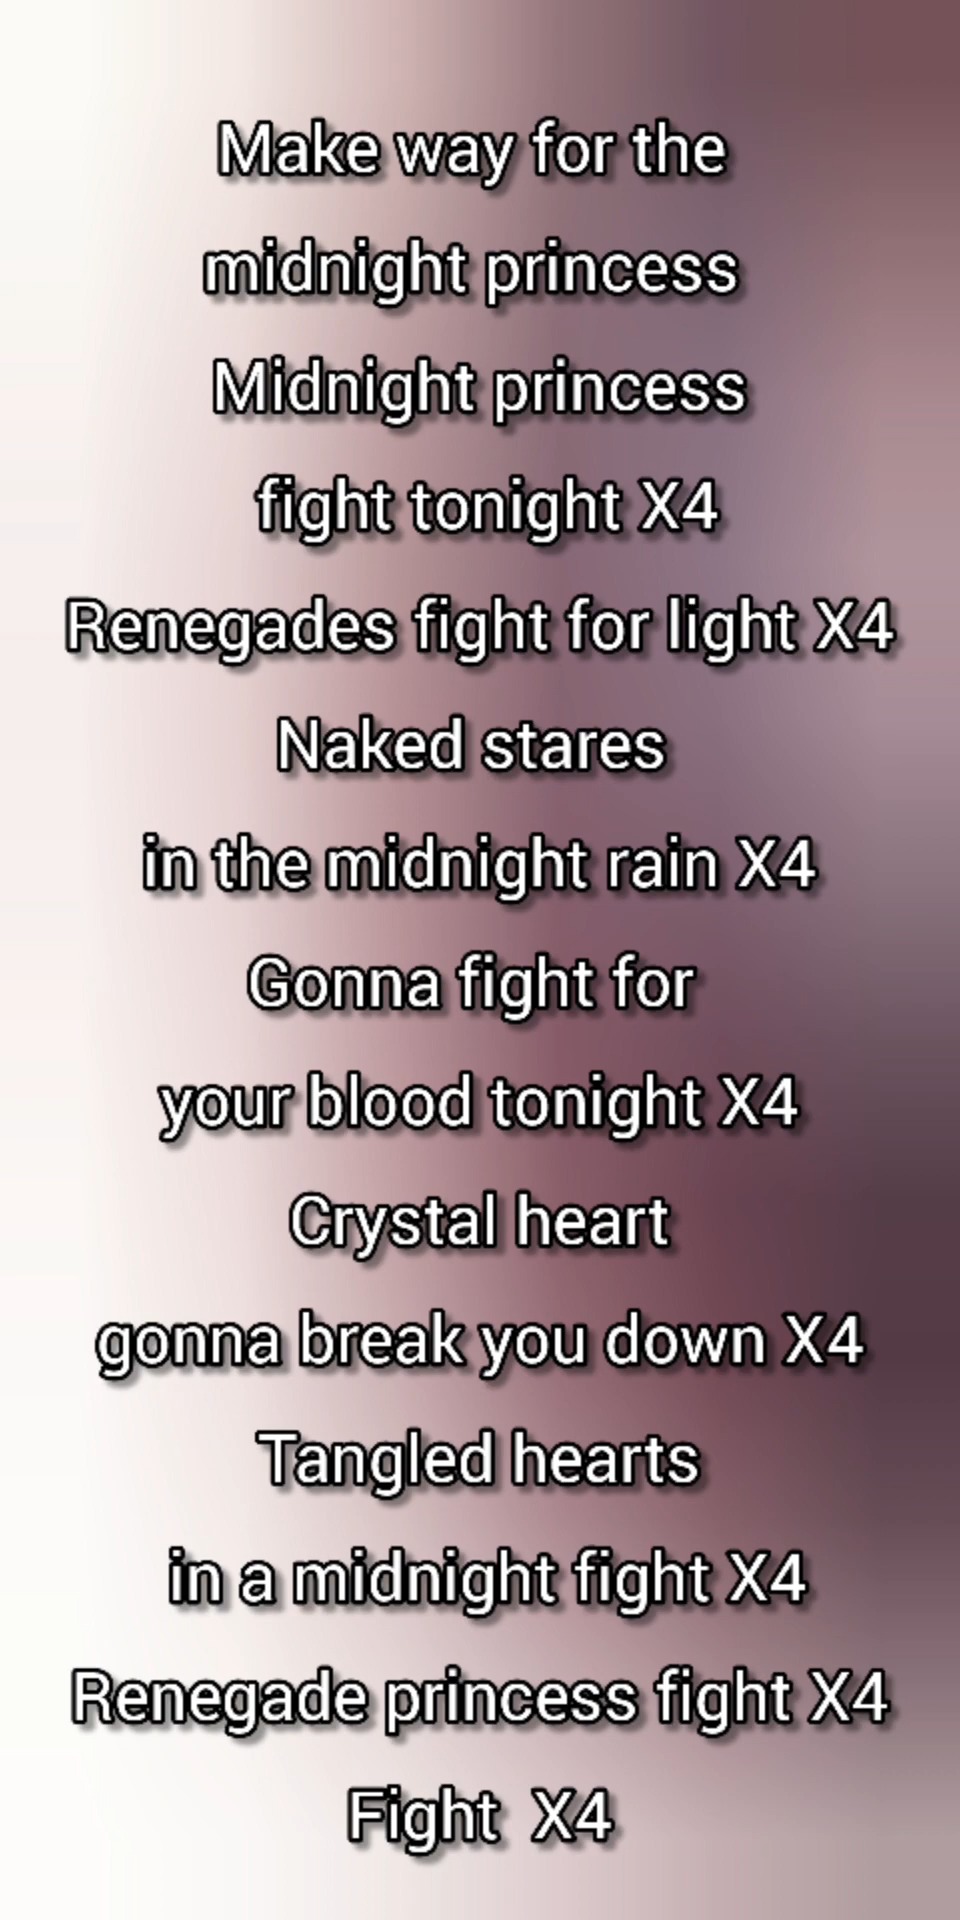 Make way for the
midnight princess
Midnight princess
fight tonight X4
Renegades fight for light X4
Naked stares
in the midnight rain X4
Gonna fight for
your blood tonight X4
Crystal heart
gonna break you down X4
Tangled hearts
in a midnight fight X4
Renegade princess fight X4
Fight  X4